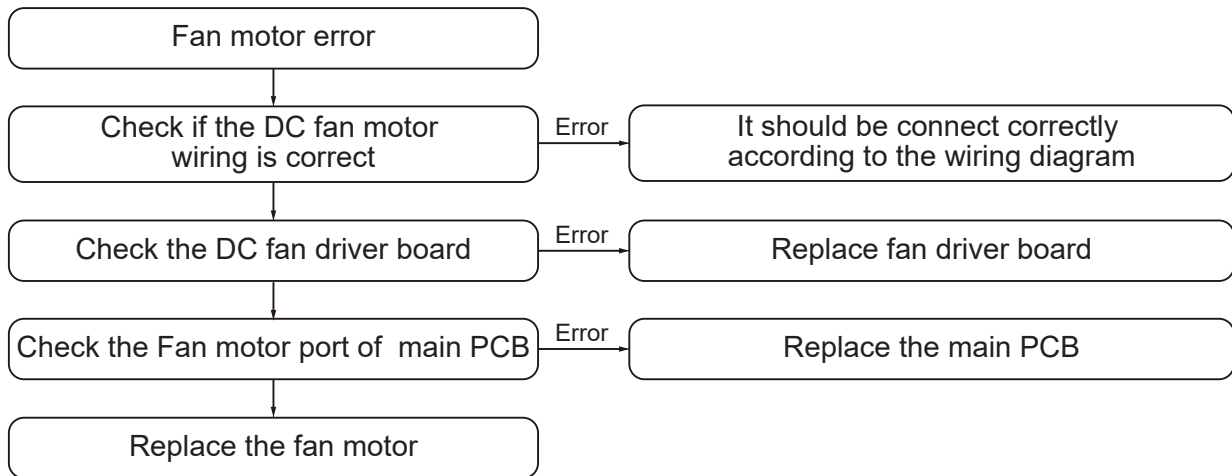 Fan motor error
Check if the DC fan motor
wiring is correct
Error
It should be connect correctly
according to the wiring diagram
Check the DC fan driver board
Error
Replace fan driver board
Check the Fan motor port of  main PCB
Error
Replace the main PCB
Replace the fan motor